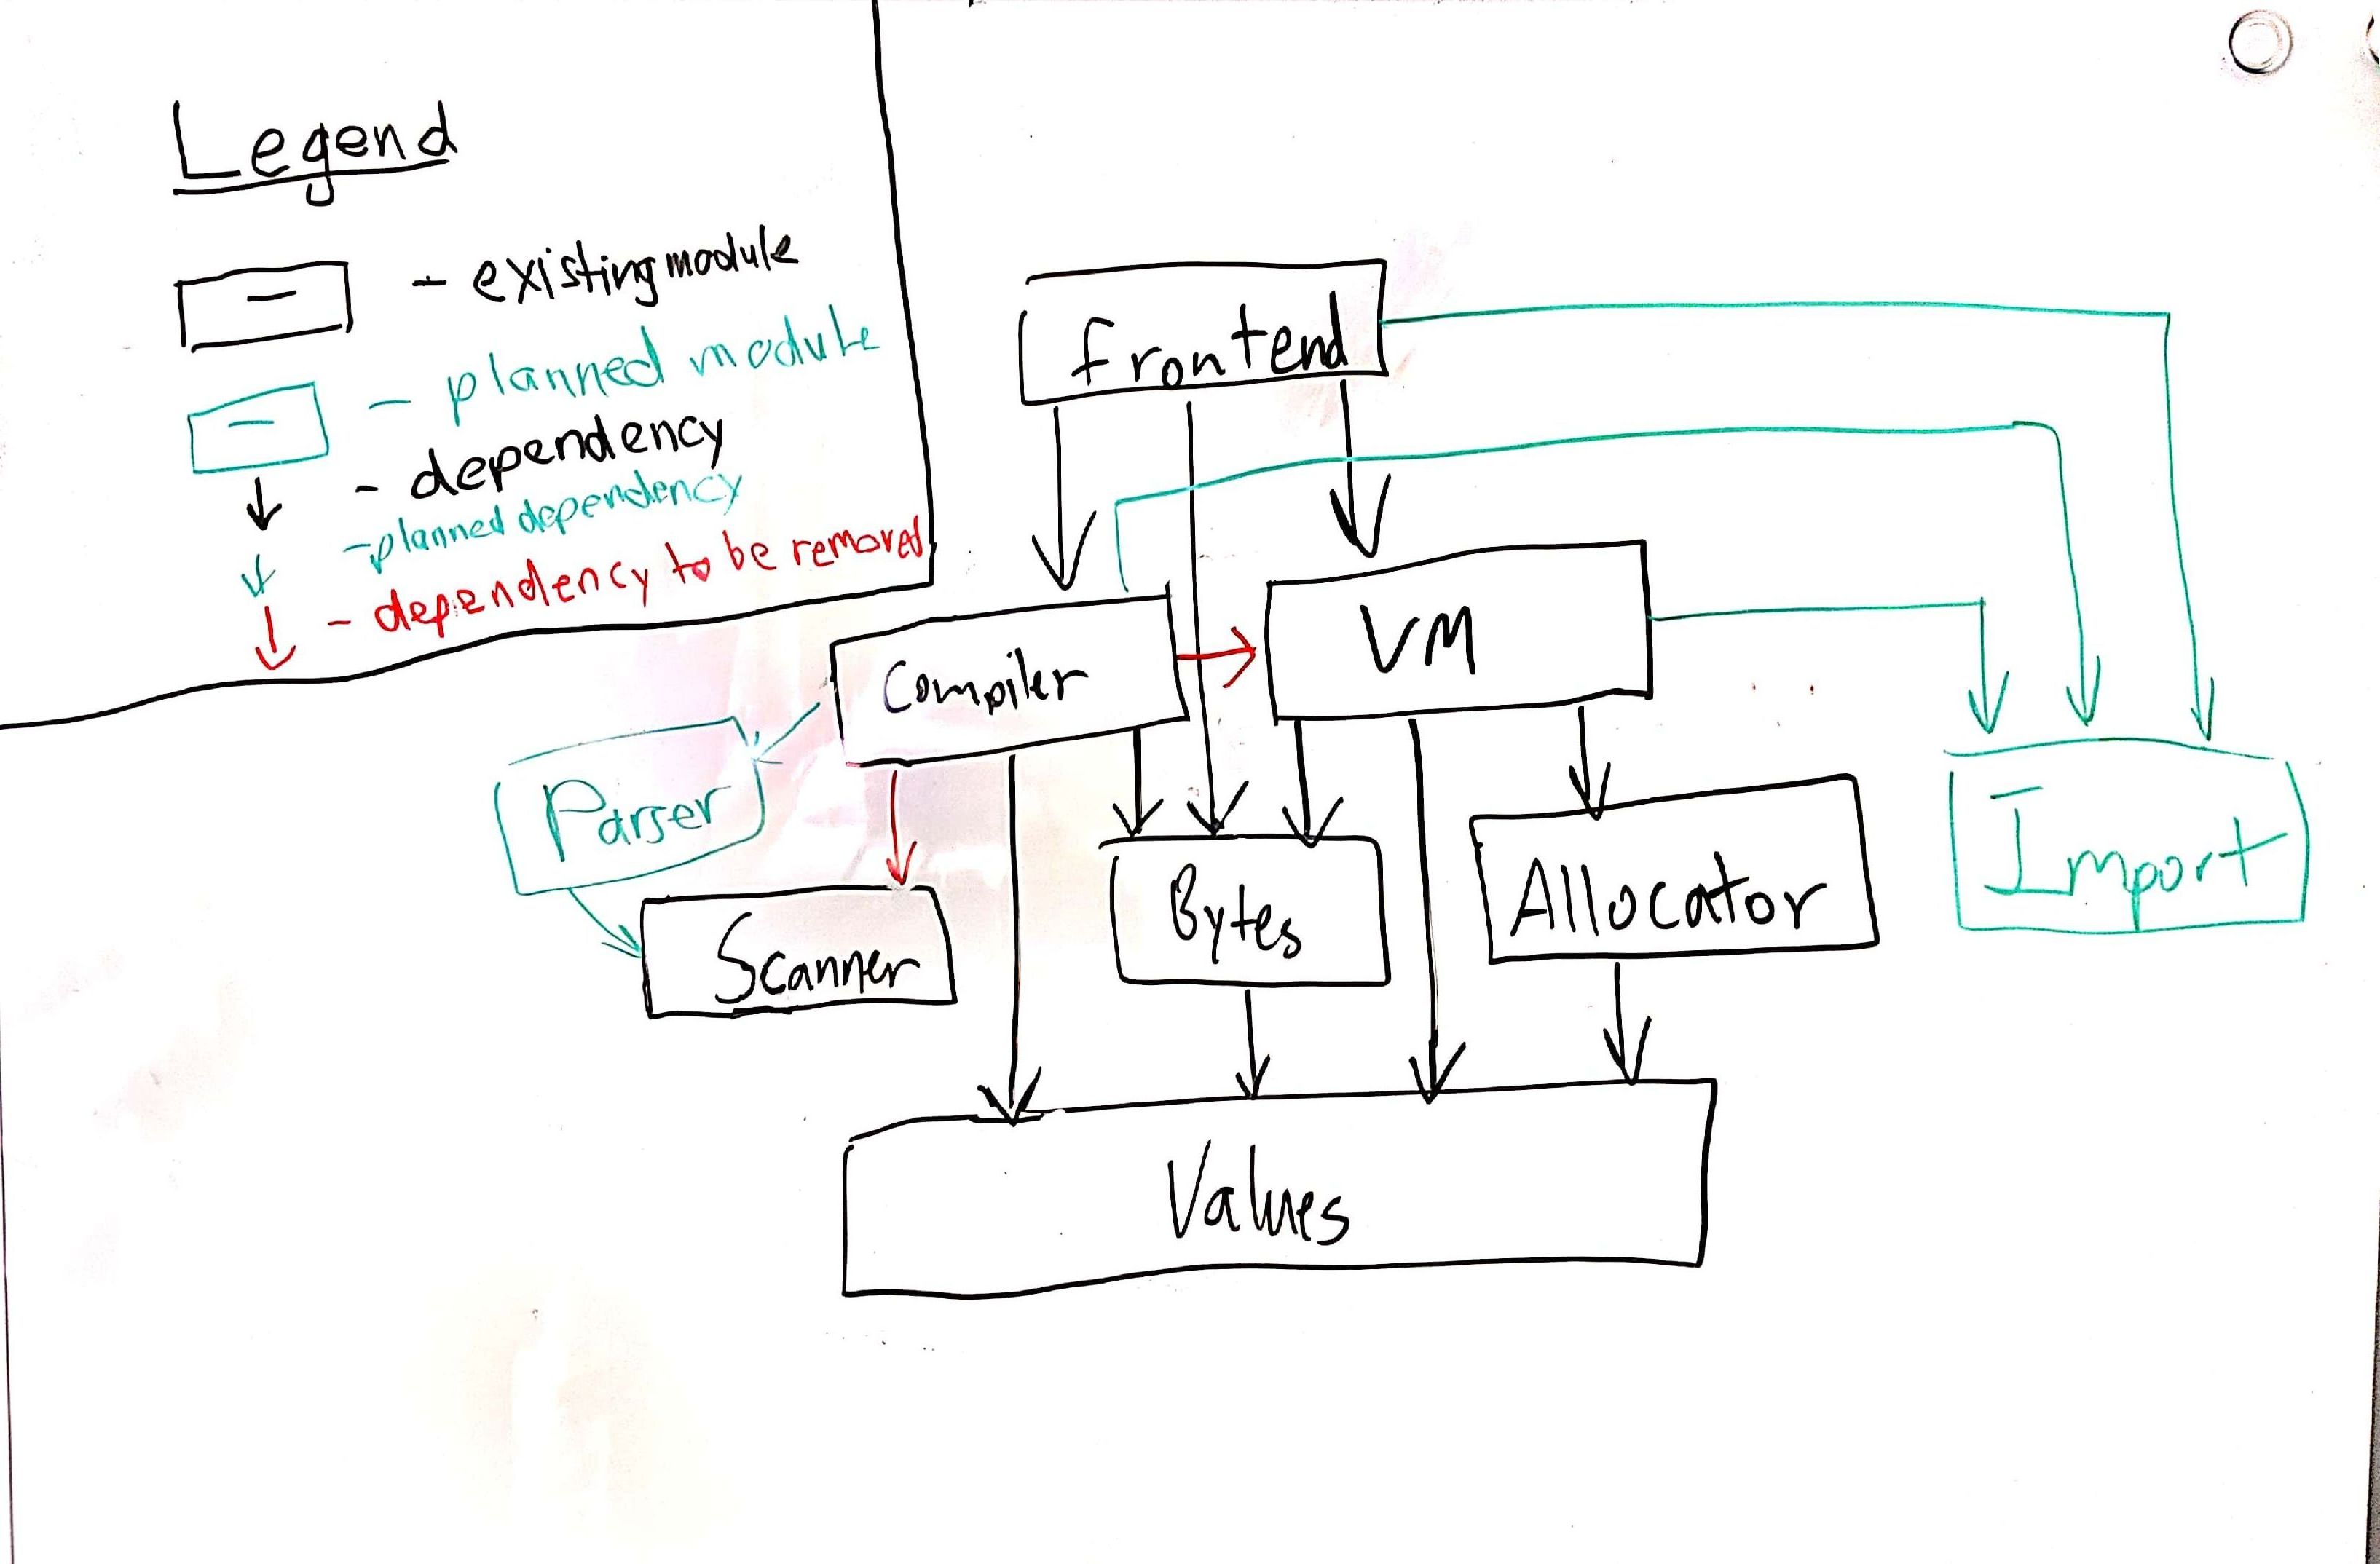 Legend
- existing module
- planned module
- dependency
- planned dependency
- dependency to be removed
frontend
Compiler
VM
Parser
Scanner
Bytes
Allocator
Import
Values